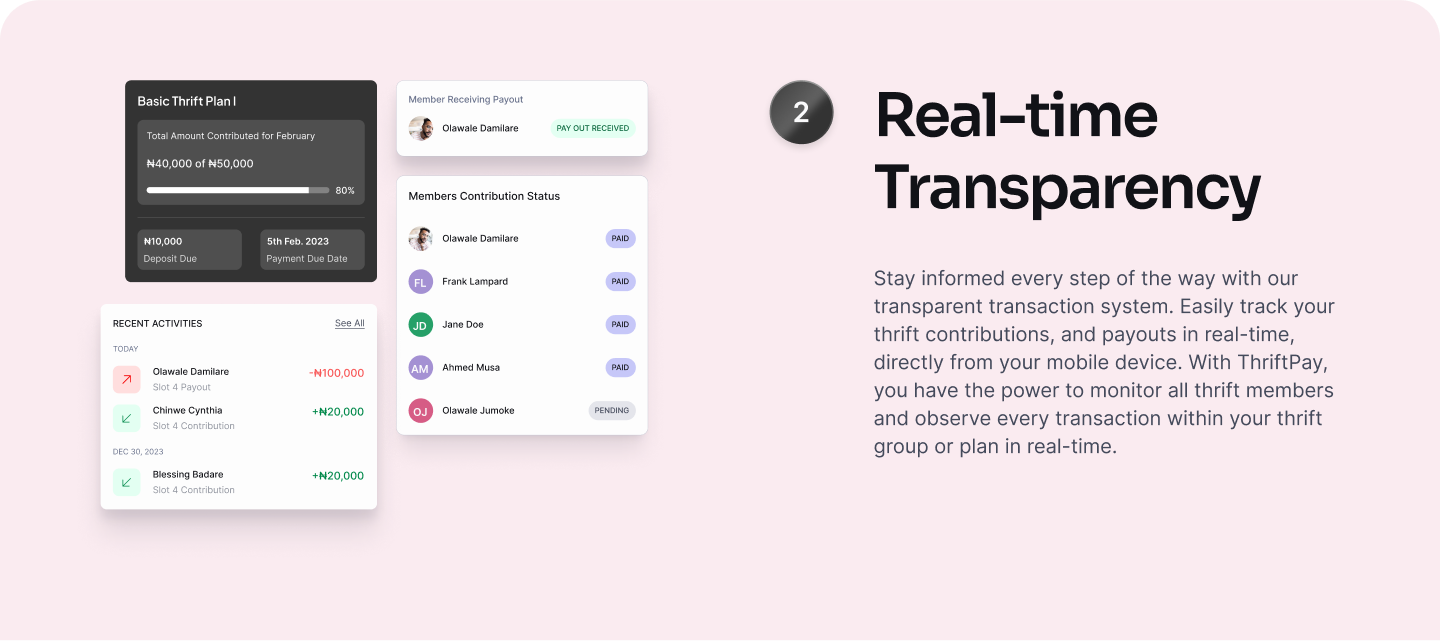 Basic Thrift Plan I
Total Amount Contributed for February
₦40,000 of ₦50,000
80%
₦10,000
Deposit Due
5th Feb. 2023
Payment Due Date
RECENT ACTIVITIES
See All
TODAY
Olawale Damilare
-₦100,000
Slot 4 Payout
Chinwe Cynthia
+₦20,000
Slot 4 Contribution
DEC 30, 2023
Blessing Badare
+₦20,000
Slot 4 Contribution
Member Receiving Payout
Olawale Damilare
PAY OUT RECEIVED
Members Contribution Status
Olawale Damilare
PAID
FL
Frank Lampard
PAID
JD
Jane Doe
PAID
AM
Ahmed Musa
PAID
OJ
Olawale Jumoke
PENDING
2
Real-time
Transparency
Stay informed every step of the way with our
transparent transaction system. Easily track your
thrift contributions, and payouts in real-time,
directly from your mobile device. With ThriftPay,
you have the power to monitor all thrift members
and observe every transaction within your thrift
group or plan in real-time.